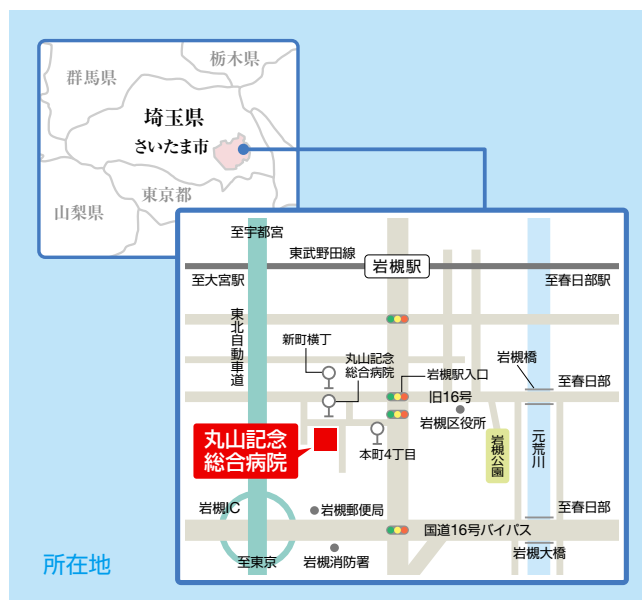 栃木県
群馬県
埼玉県
さいたま市
東京都
山梨県
至宇都宮
東武野田線
岩槻駅
至大宮駅
至春日部駅
東北自動車道
新町横丁
丸山記念
総合病院
岩槻駅入口
岩槻橋
至春日部
旧16号
岩槻区役所
丸山記念
総合病院
本町4丁目
岩槻公園
元荒川
岩槻IC
岩槻郵便局
至春日部
国道16号バイパス
至東京
岩槻消防署
岩槻大橋
所在地